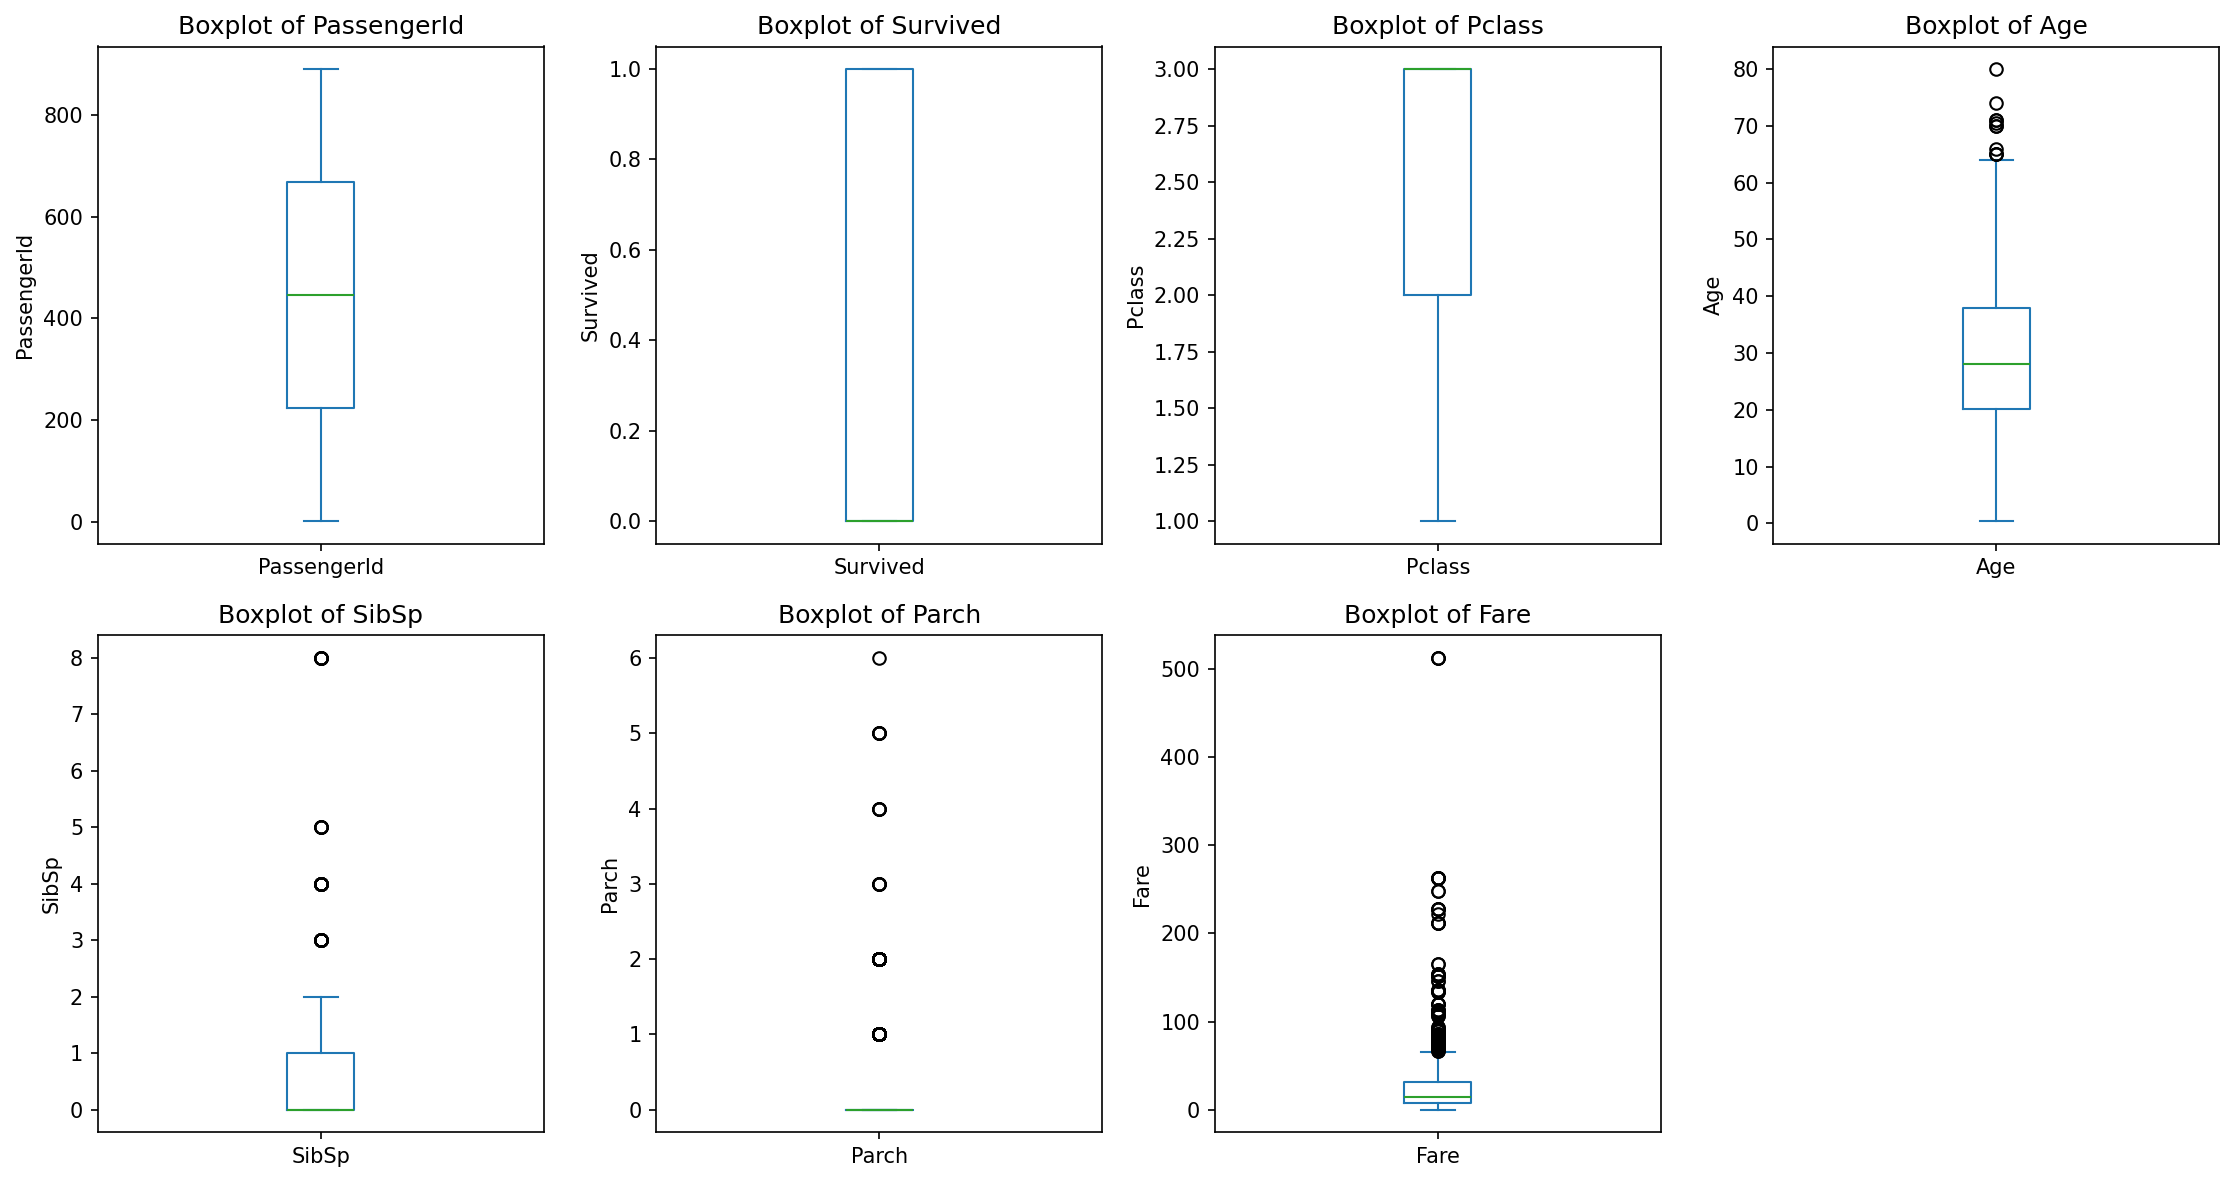 Boxplot of PassengerId
800
600
400
200
0
PassengerId
PassengerId
Boxplot of Survived
1.0
0.8
0.6
0.4
0.2
0.0
Survived
Survived
Boxplot of Pclass
3.00
2.75
2.50
2.25
2.00
1.75
1.50
1.25
1.00
Pclass
Pclass
Boxplot of Age
80
70
60
50
40
30
20
10
0
Age
Age
Boxplot of SibSp
8
7
6
5
4
3
2
1
0
SibSp
SibSp
Boxplot of Parch
6
5
4
3
2
1
0
Parch
Parch
Boxplot of Fare
500
400
300
200
100
0
Fare
Fare